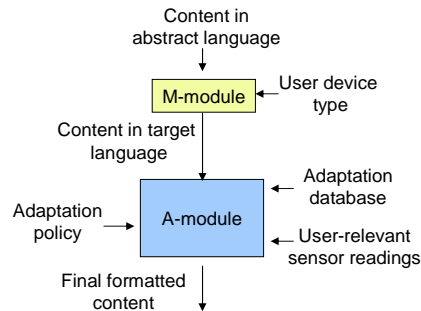 Content in
abstract language
M-module
User device
type
Content in target
language
Adaptation
database
Adaptation
policy
A-module
User-relevant
sensor readings
Final formatted
content